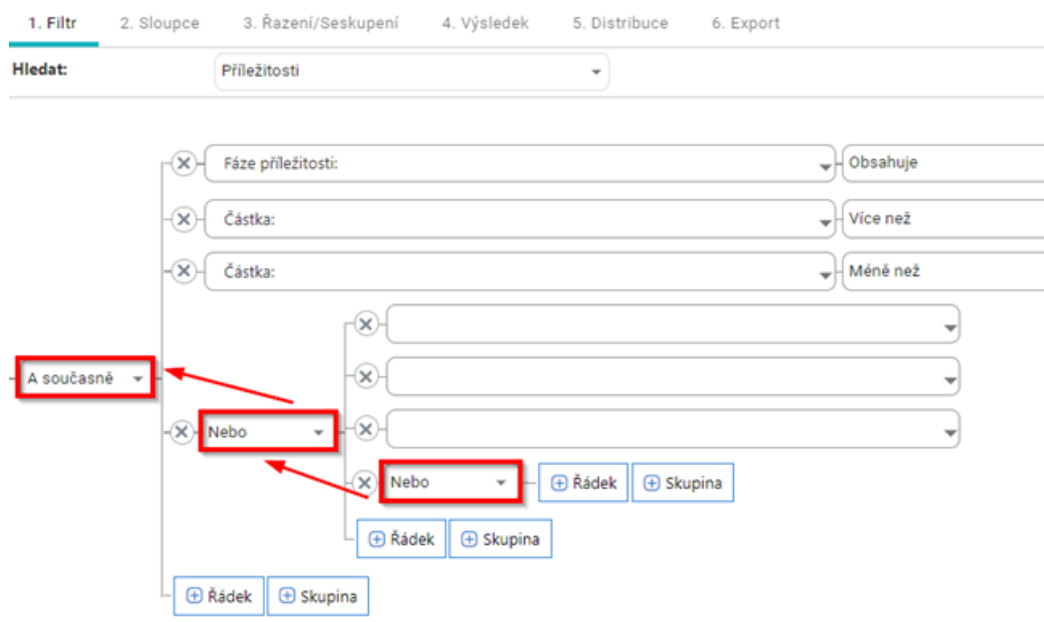 1. Filtr 2. Sloupce 3. Řazení/Seskupení 4. Výsledek 5. Distribuce 6. Export
Hledat: Příležitosti
Fáze příležitosti: Obsahuje
Částka: Více než
Částka: Méně než
A současně
Nebo
Nebo Řádek Skupina
Řádek Skupina
Řádek Skupina